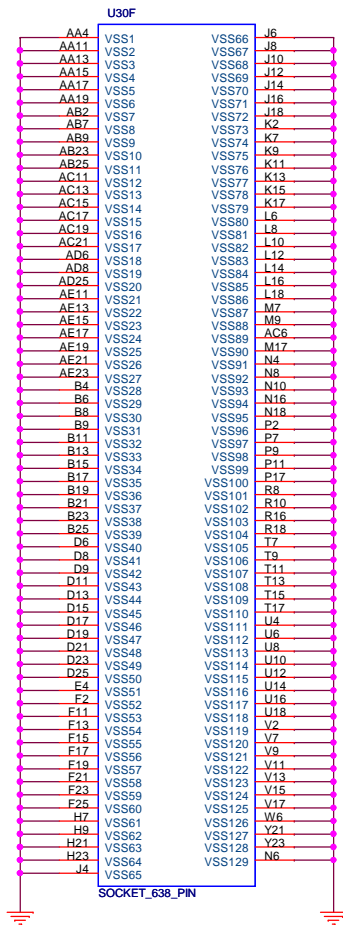 U30F
AA4 VSS1 VSS66 J6
AA11 VSS2 VSS67 J8
AA13 VSS3 VSS68 J10
AA15 VSS4 VSS69 J12
AA17 VSS5 VSS70 J14
AA19 VSS6 VSS71 J16
AB2 VSS7 VSS72 J18
AB7 VSS8 VSS73 K2
AB9 VSS9 VSS74 K7
AB23 VSS10 VSS75 K9
AB25 VSS11 VSS76 K11
AC11 VSS12 VSS77 K13
AC13 VSS13 VSS78 K15
AC15 VSS14 VSS79 K17
AC17 VSS15 VSS80 L6
AC19 VSS16 VSS81 L8
AC21 VSS17 VSS82 L10
AD6 VSS18 VSS83 L12
AD8 VSS19 VSS84 L14
AD25 VSS20 VSS85 L16
AE11 VSS21 VSS86 L18
AE13 VSS22 VSS87 M7
AE15 VSS23 VSS88 M9
AE17 VSS24 VSS89 AC6
AE19 VSS25 VSS90 M17
AE21 VSS26 VSS91 N4
AE23 VSS27 VSS92 N8
B4 VSS28 VSS93 N10
B6 VSS29 VSS94 N16
B8 VSS30 VSS95 N18
B9 VSS31 VSS96 P2
B11 VSS32 VSS97 P7
B13 VSS33 VSS98 P9
B15 VSS34 VSS99 P11
B17 VSS35 VSS100 P17
B19 VSS36 VSS101 R8
B21 VSS37 VSS102 R10
B23 VSS38 VSS103 R16
B25 VSS39 VSS104 R18
D6 VSS40 VSS105 T7
D8 VSS41 VSS106 T9
D9 VSS42 VSS107 T11
D11 VSS43 VSS108 T13
D13 VSS44 VSS109 T15
D15 VSS45 VSS110 T17
D17 VSS46 VSS111 U4
D19 VSS47 VSS112 U6
D21 VSS48 VSS113 U8
D23 VSS49 VSS114 U10
D25 VSS50 VSS115 U12
E4 VSS51 VSS116 U14
F2 VSS52 VSS117 U16
F11 VSS53 VSS118 U18
F13 VSS54 VSS119 V2
F15 VSS55 VSS120 V7
F17 VSS56 VSS121 V9
F19 VSS57 VSS122 V11
F21 VSS58 VSS123 V13
F23 VSS59 VSS124 V15
F25 VSS60 VSS125 V17
H7 VSS61 VSS126 W6
H9 VSS62 VSS127 Y21
H21 VSS63 VSS128 Y23
H23 VSS64 VSS129 N6
J4 VSS65
SOCKET_638_PIN